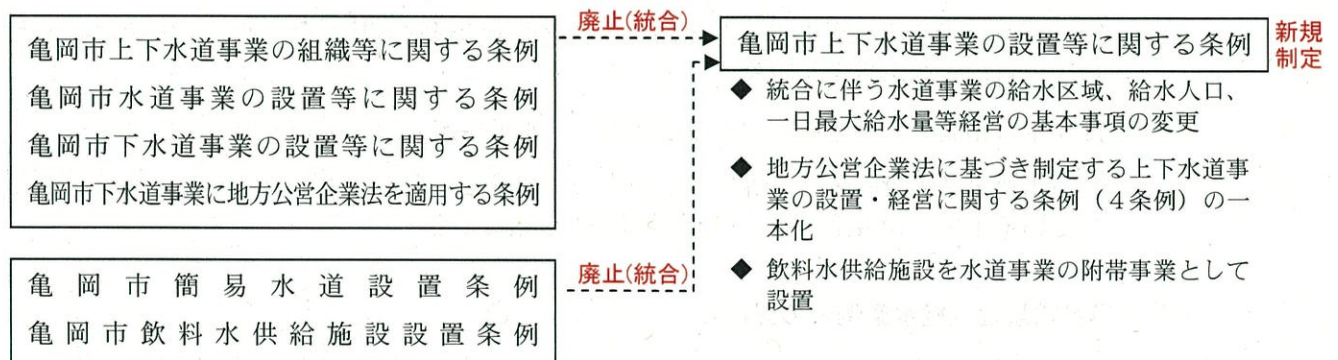 亀岡市上下水道事業の組織等に関する条例
亀岡市水道事業の設置等に関する条例
亀岡市下水道事業の設置等に関する条例
亀岡市下水道事業に地方公営企業法を適用する条例
廃止(統合)
亀岡市簡易水道設置条例
亀岡市飲料水供給施設設置条例
廃止(統合)
亀岡市上下水道事業の設置等に関する条例
新規
制定
◆ 統合に伴う水道事業の給水区域、給水人口、
一日最大給水量等経営の基本事項の変更
◆ 地方公営企業法に基づき制定する上下水道事
業の設置・経営に関する条例（４条例）の一
本化
◆ 飲料水供給施設を水道事業の附帯事業として
設置